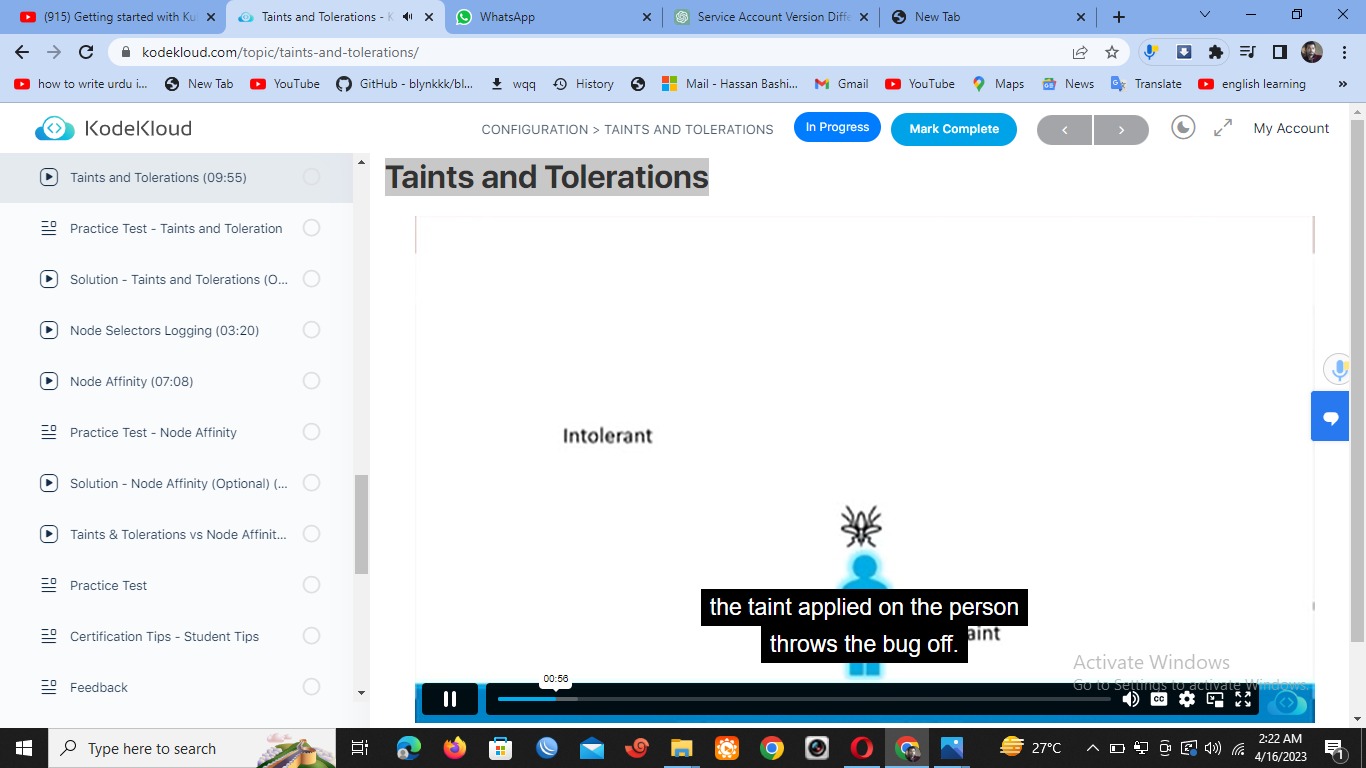 (915) Getting started with Ku
Taints and Tolerations - K
WhatsApp
Service Account Version Diffe
New Tab
kodekloud.com/topic/taints-and-tolerations/
how to write urdu i...
New Tab
YouTube
GitHub - blynkkk/bl...
wqq
History
Mail - Hassan Bashi...
Gmail
YouTube
Maps
News
Translate
english learning
»
KodeKloud
CONFIGURATION > TAINTS AND TOLERATIONS
In Progress
Mark Complete
My Account
Taints and Tolerations (09:55)
Practice Test - Taints and Toleration
Solution - Taints and Tolerations (O...
Node Selectors Logging (03:20)
Node Affinity (07:08)
Practice Test - Node Affinity
Solution - Node Affinity (Optional) (...
Taints & Tolerations vs Node Affinit...
Practice Test
Certification Tips - Student Tips
Feedback
Taints and Tolerations
Intolerant
the taint applied on the person
throws the bug off.
aint
Activate Windows
Go to Settings to activate Windows.
00:56
CC
Type here to search
27°C
2:22 AM
4/16/2023
1